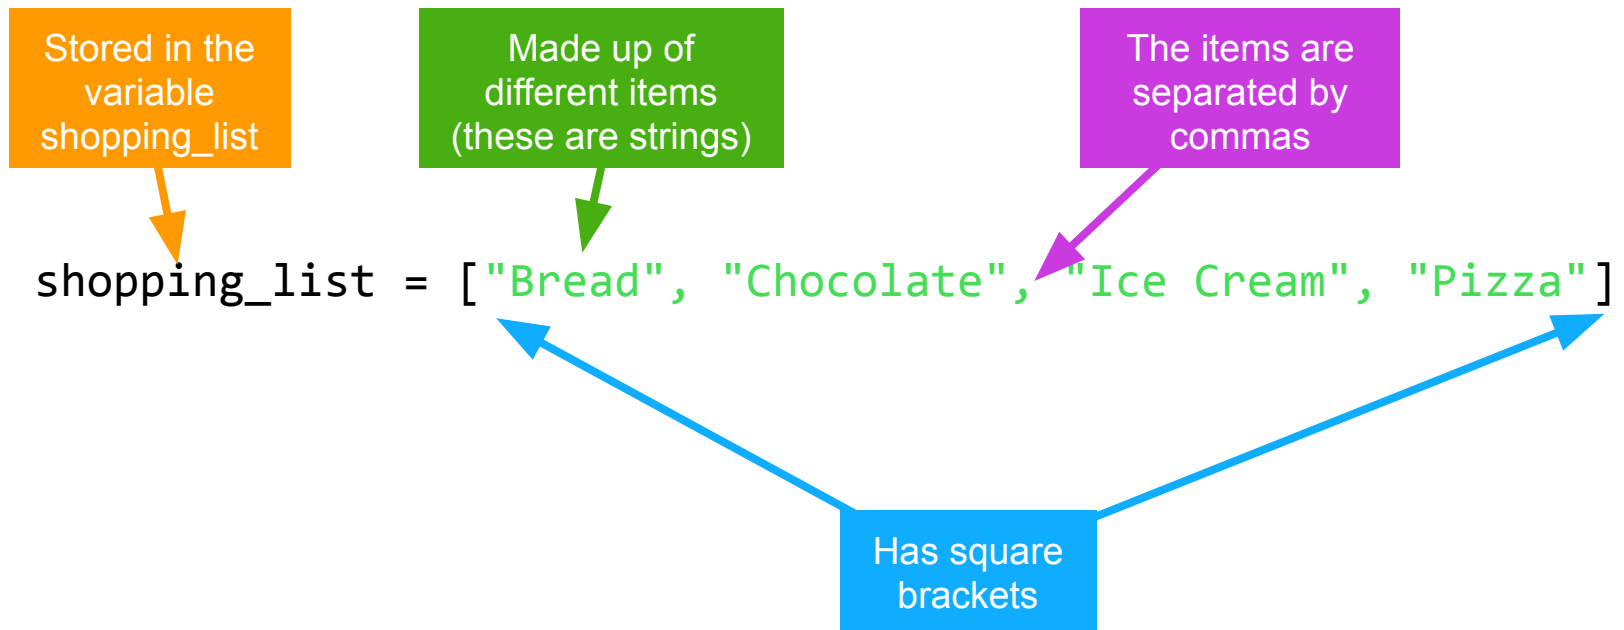 Stored in the
variable
shopping_list
Made up of
different items
(these are strings)
The items are
separated by
commas
shopping_list = ["Bread", "Chocolate", "Ice Cream", "Pizza"]
Has square
brackets